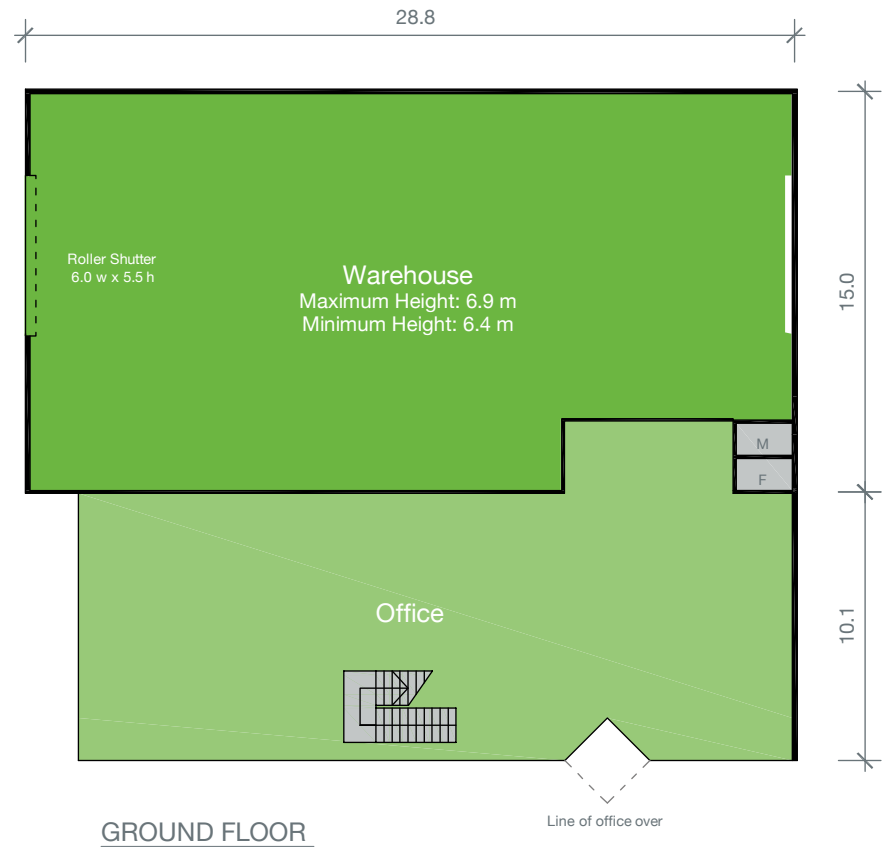 28.8
Roller Shutter
6.0 w x 5.5 h
Warehouse
Maximum Height: 6.9 m
Minimum Height: 6.4 m
15.0
M
F
Office
10.1
Line of office over
GROUND FLOOR